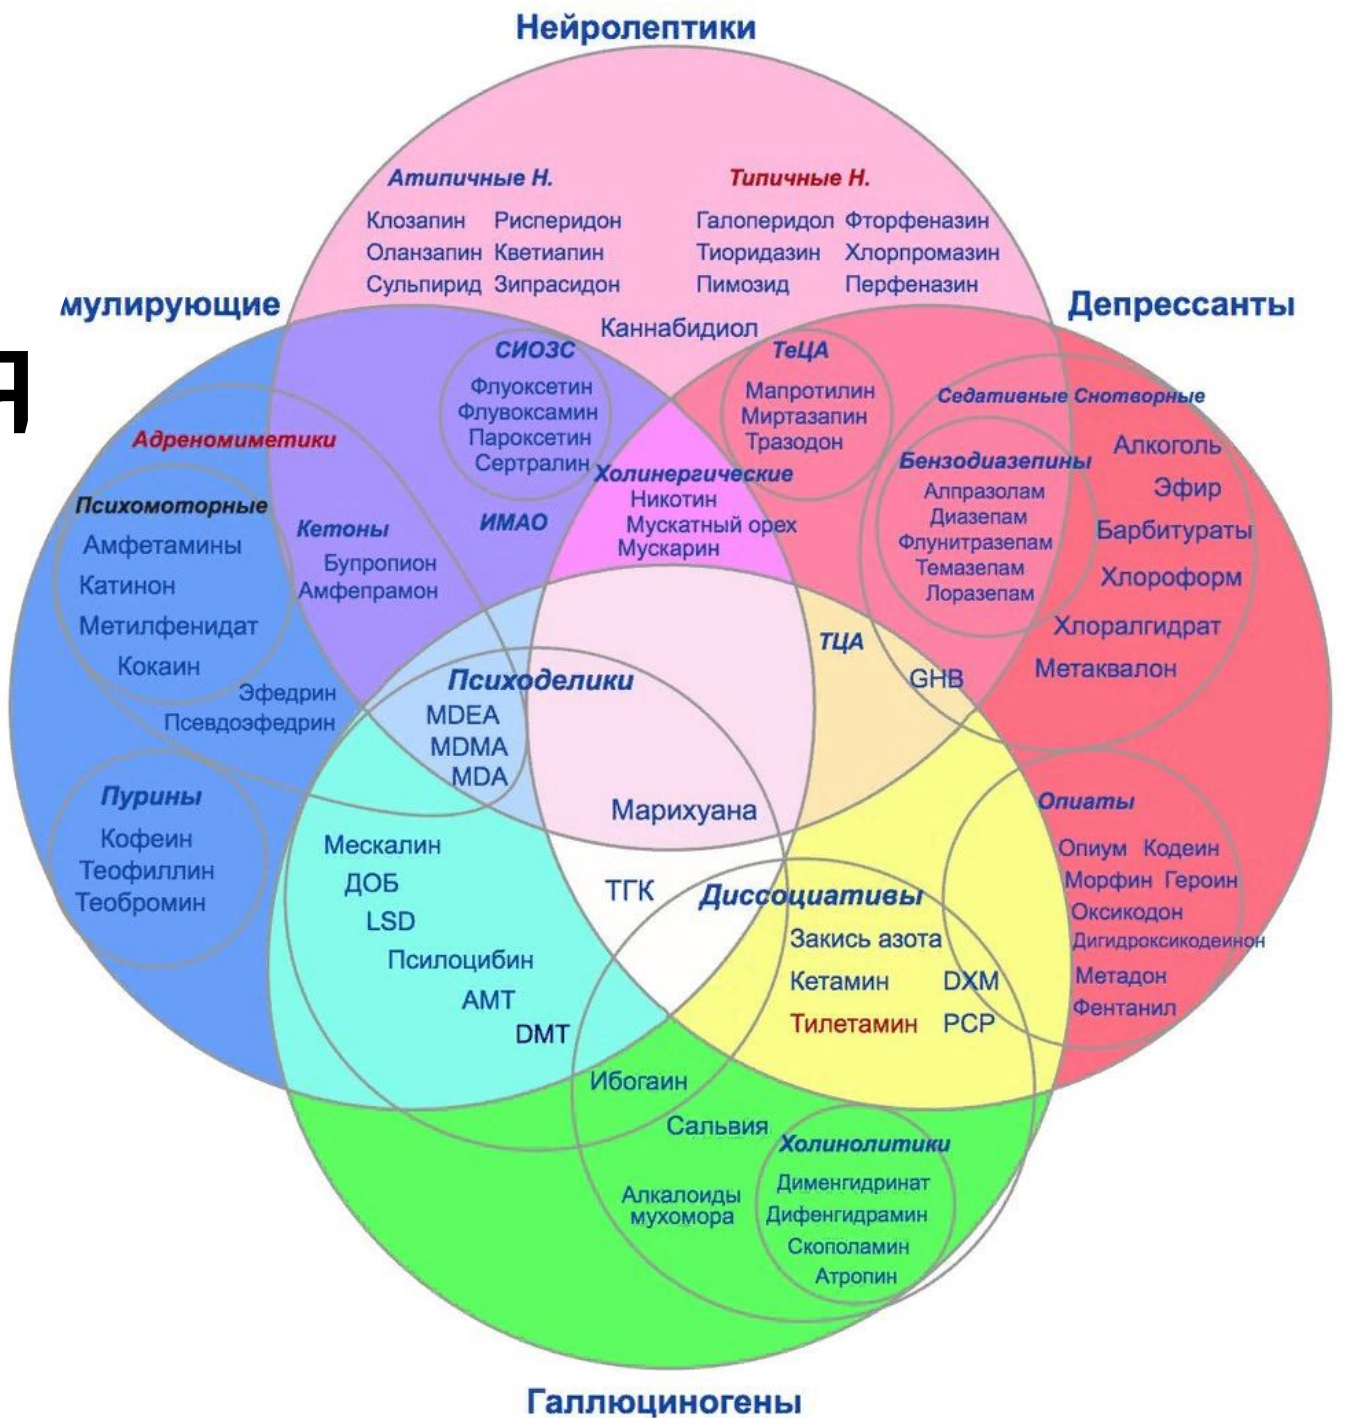 Нейролептики
Атипичные Н.
Типичные Н.
Клозапин Рисперидон
Оланзапин Кветиапин
Сульпирид Зипрасидон
Галоперидол Фторфеназин
Тиоридазин Хлорпромазин
Пимозид Перфеназин
Каннабидиол
мулирующие
я
Депрессанты
СИОЗС
Флуоксетин
Флувоксамин
Пароксетин
Сертралин
ТеЦА
Мапротилин
Миртазапин
Тразодон
Седативные Снотворные
Алкоголь
Эфир
Барбитураты
Хлороформ
Хлоралгидрат
Метаквалон
Бензодиазепины
Алпразолам
Диазепам
Флунитразепам
Темазепам
Лоразепам
Адреномиметики
Психомоторные
Амфетамины
Катинон
Метилфенидат
Кокаин
Эфедрин
Псевдоэфедрин
Кетоны
Бупропион
Амфепрамон
ИМАО
Холинергические
Никотин
Мускатный орех
Мускарин
ТЦА
GHB
Психоделики
MDEA
MDMA
MDA
Марихуана
Пурины
Кофеин
Теофиллин
Теобромин
Мескалин
ДОБ
LSD
Псилоцибин
АМТ
DMT
ТГК
Диссоциативы
Закись азота
Кетамин DXM
Тилетамин PCP
Опиаты
Опиум Кодеин
Морфин Героин
Оксикодон
Дигидроксикодеинон
Метадон
Фентанил
Ибогаин
Сальвия
Алкалоиды
мухомора
Холинолитики
Дименгидринат
Дифенгидрамин
Скополамин
Атропин
Галлюциногены